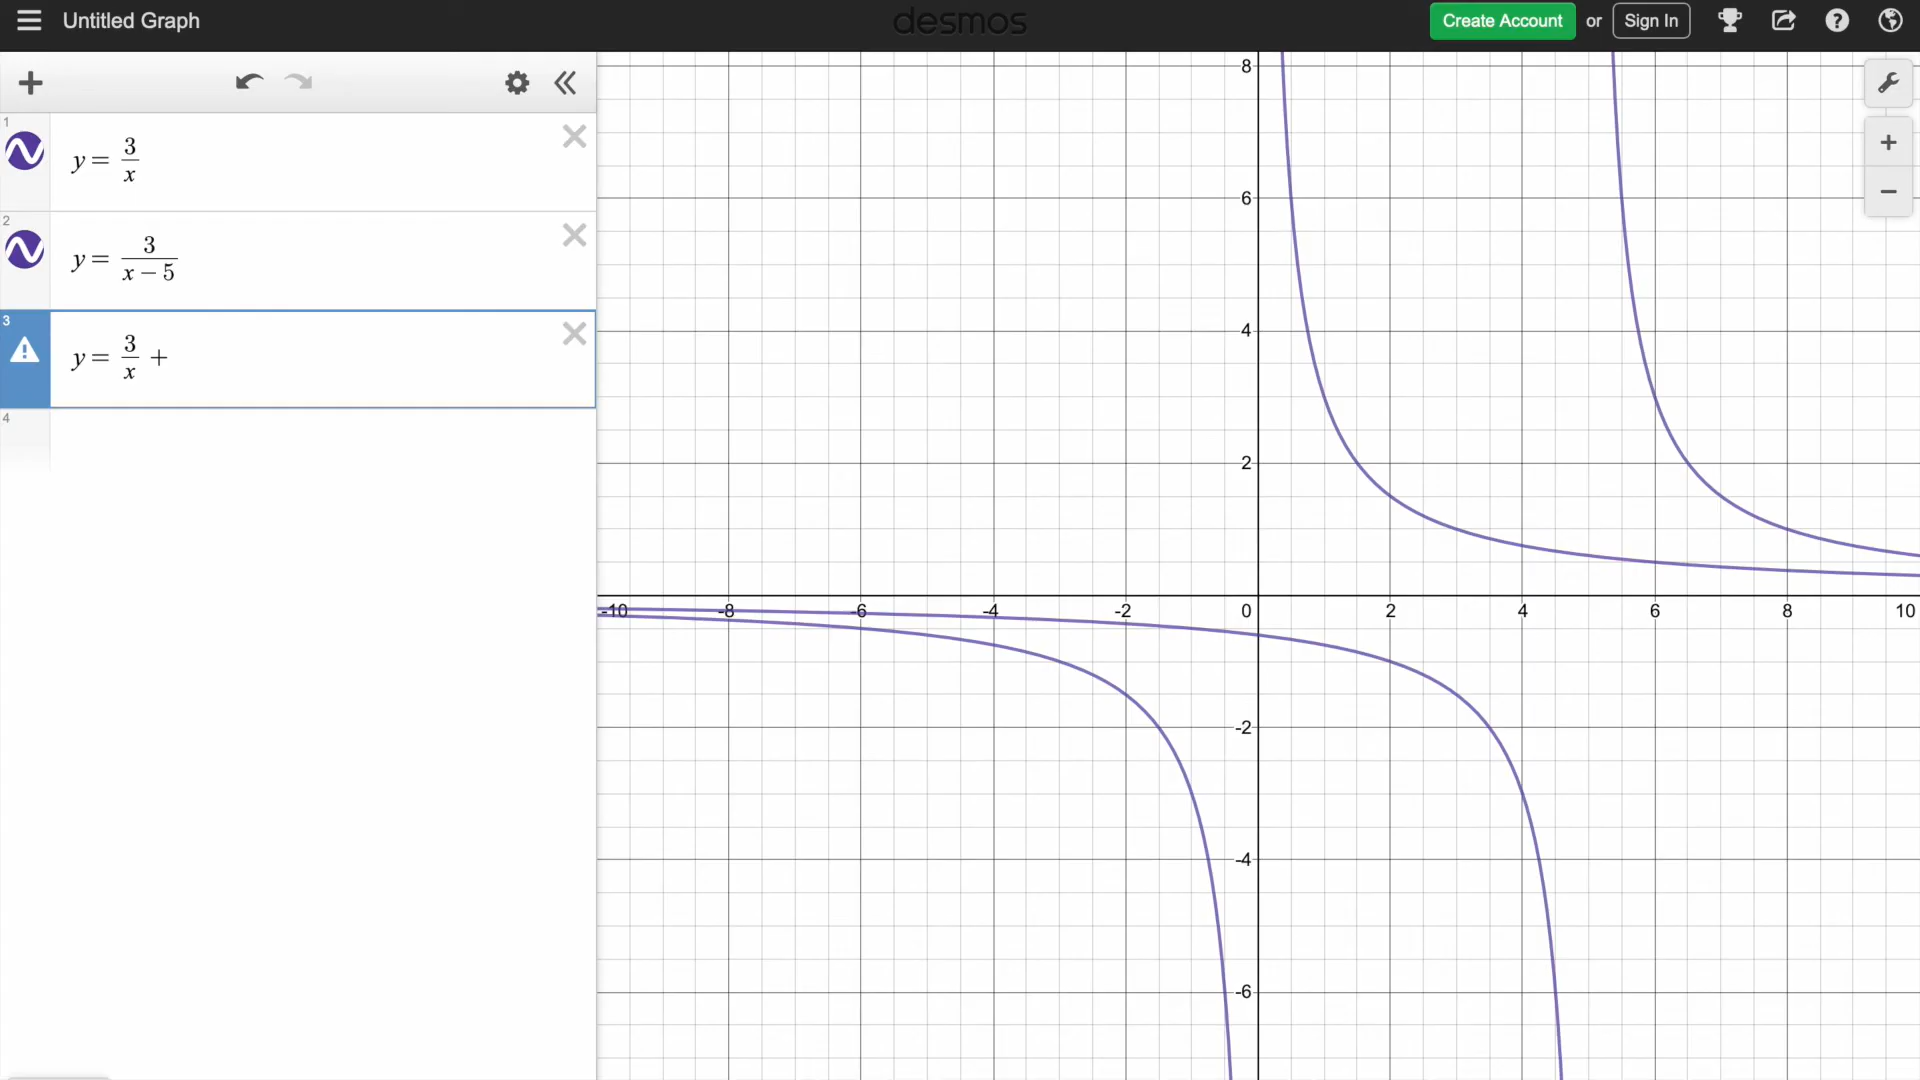 Untitled Graph
desmos
Create Account or Sign In
1
y = 3/x
2
y = 3/(x − 5)
3
y = 3/x +
4
8
6
4
2
-10 -8 -6 -4 -2 0 2 4 6 8 10
-2
-4
-6